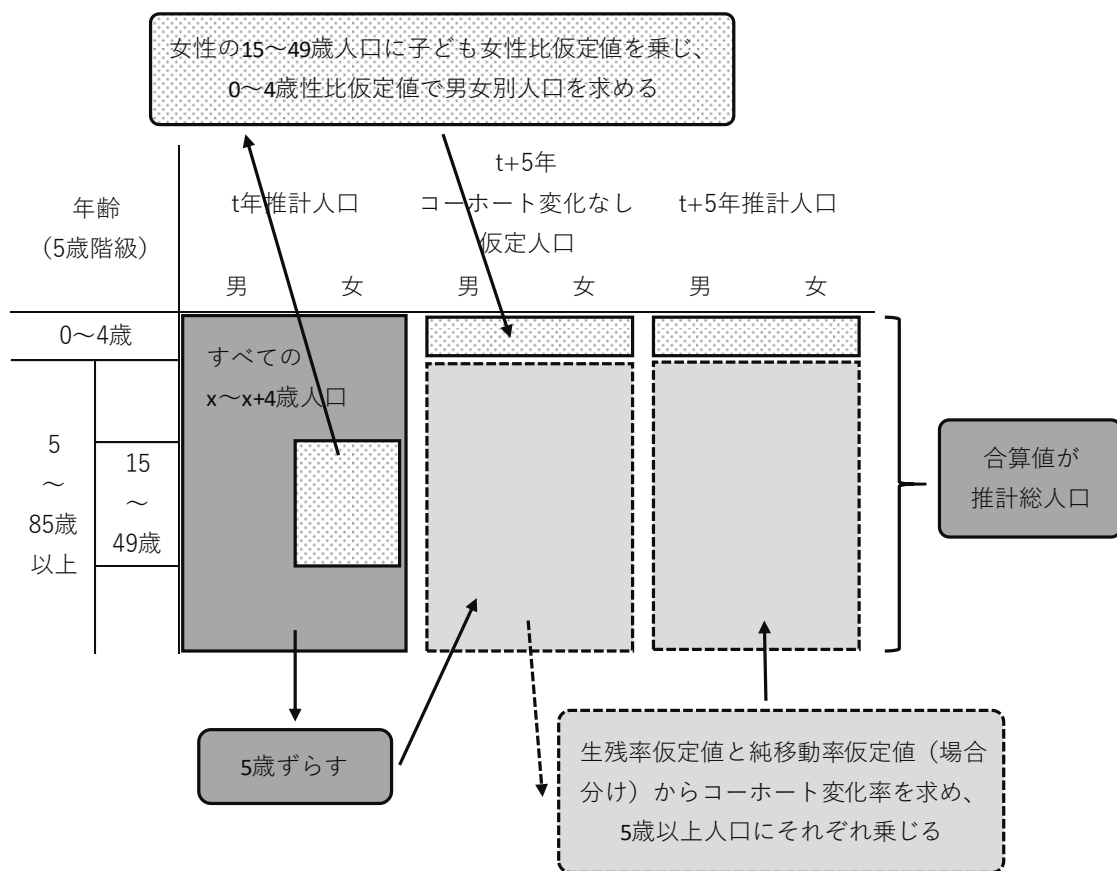 女性の15～49歳人口に子ども女性比仮定値を乗じ、
0～4歳性比仮定値で男女別人口を求める
年齢
（5歳階級）
t年推計人口
t+5年
コーホート変化なし
仮定人口
t+5年推計人口
男
女
男
女
男
女
0～4歳
すべての
x～x+4歳人口
5
～
85歳
以上
15
～
49歳
合算値が
推計総人口
5歳ずらす
生残率仮定値と純移動率仮定値（場合
分け）からコーホート変化率を求め、
5歳以上人口にそれぞれ乗じる